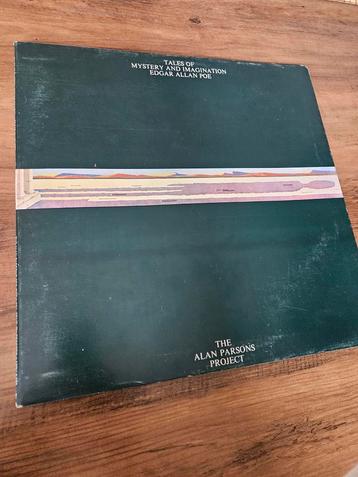 TALES OF
MYSTERY AND IMAGINATION
EDGAR ALLAN POE
THE
ALAN PARSONS
PROJECT